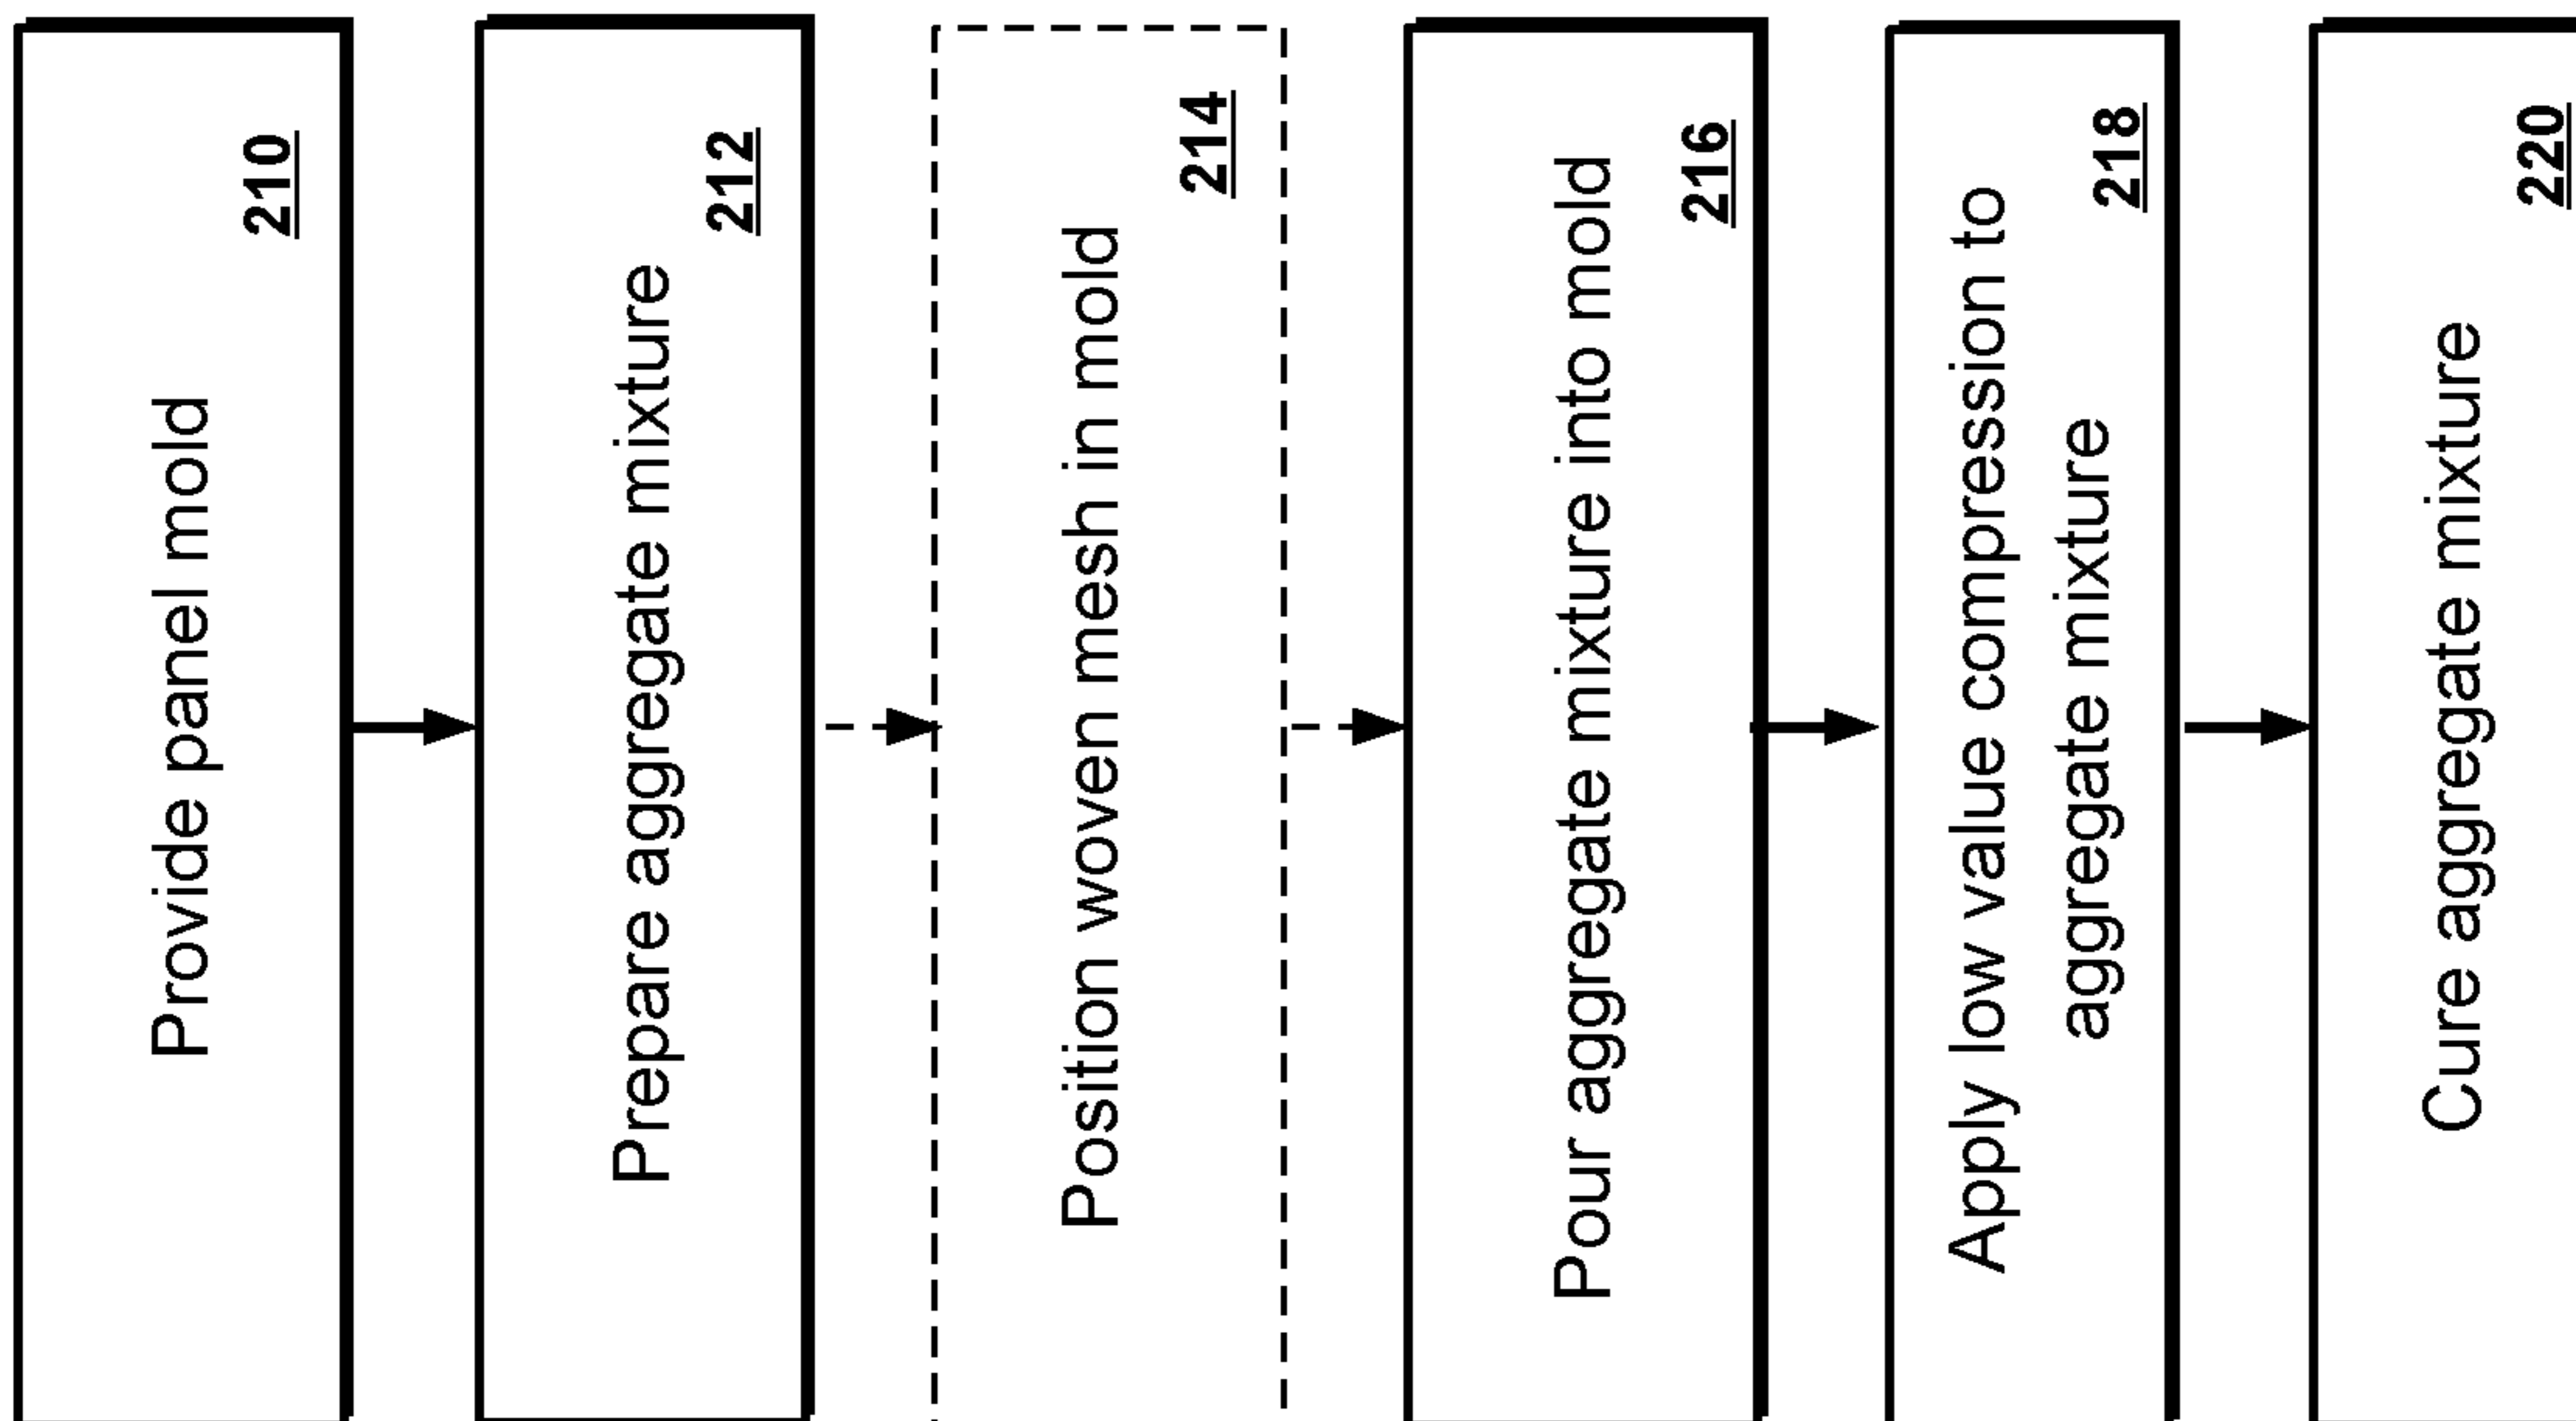 Provide panel mold
210
Prepare aggregate mixture
212
Position woven mesh in mold
214
Pour aggregate mixture into mold
216
Apply low value compression to
aggregate mixture
218
Cure aggregate mixture
220